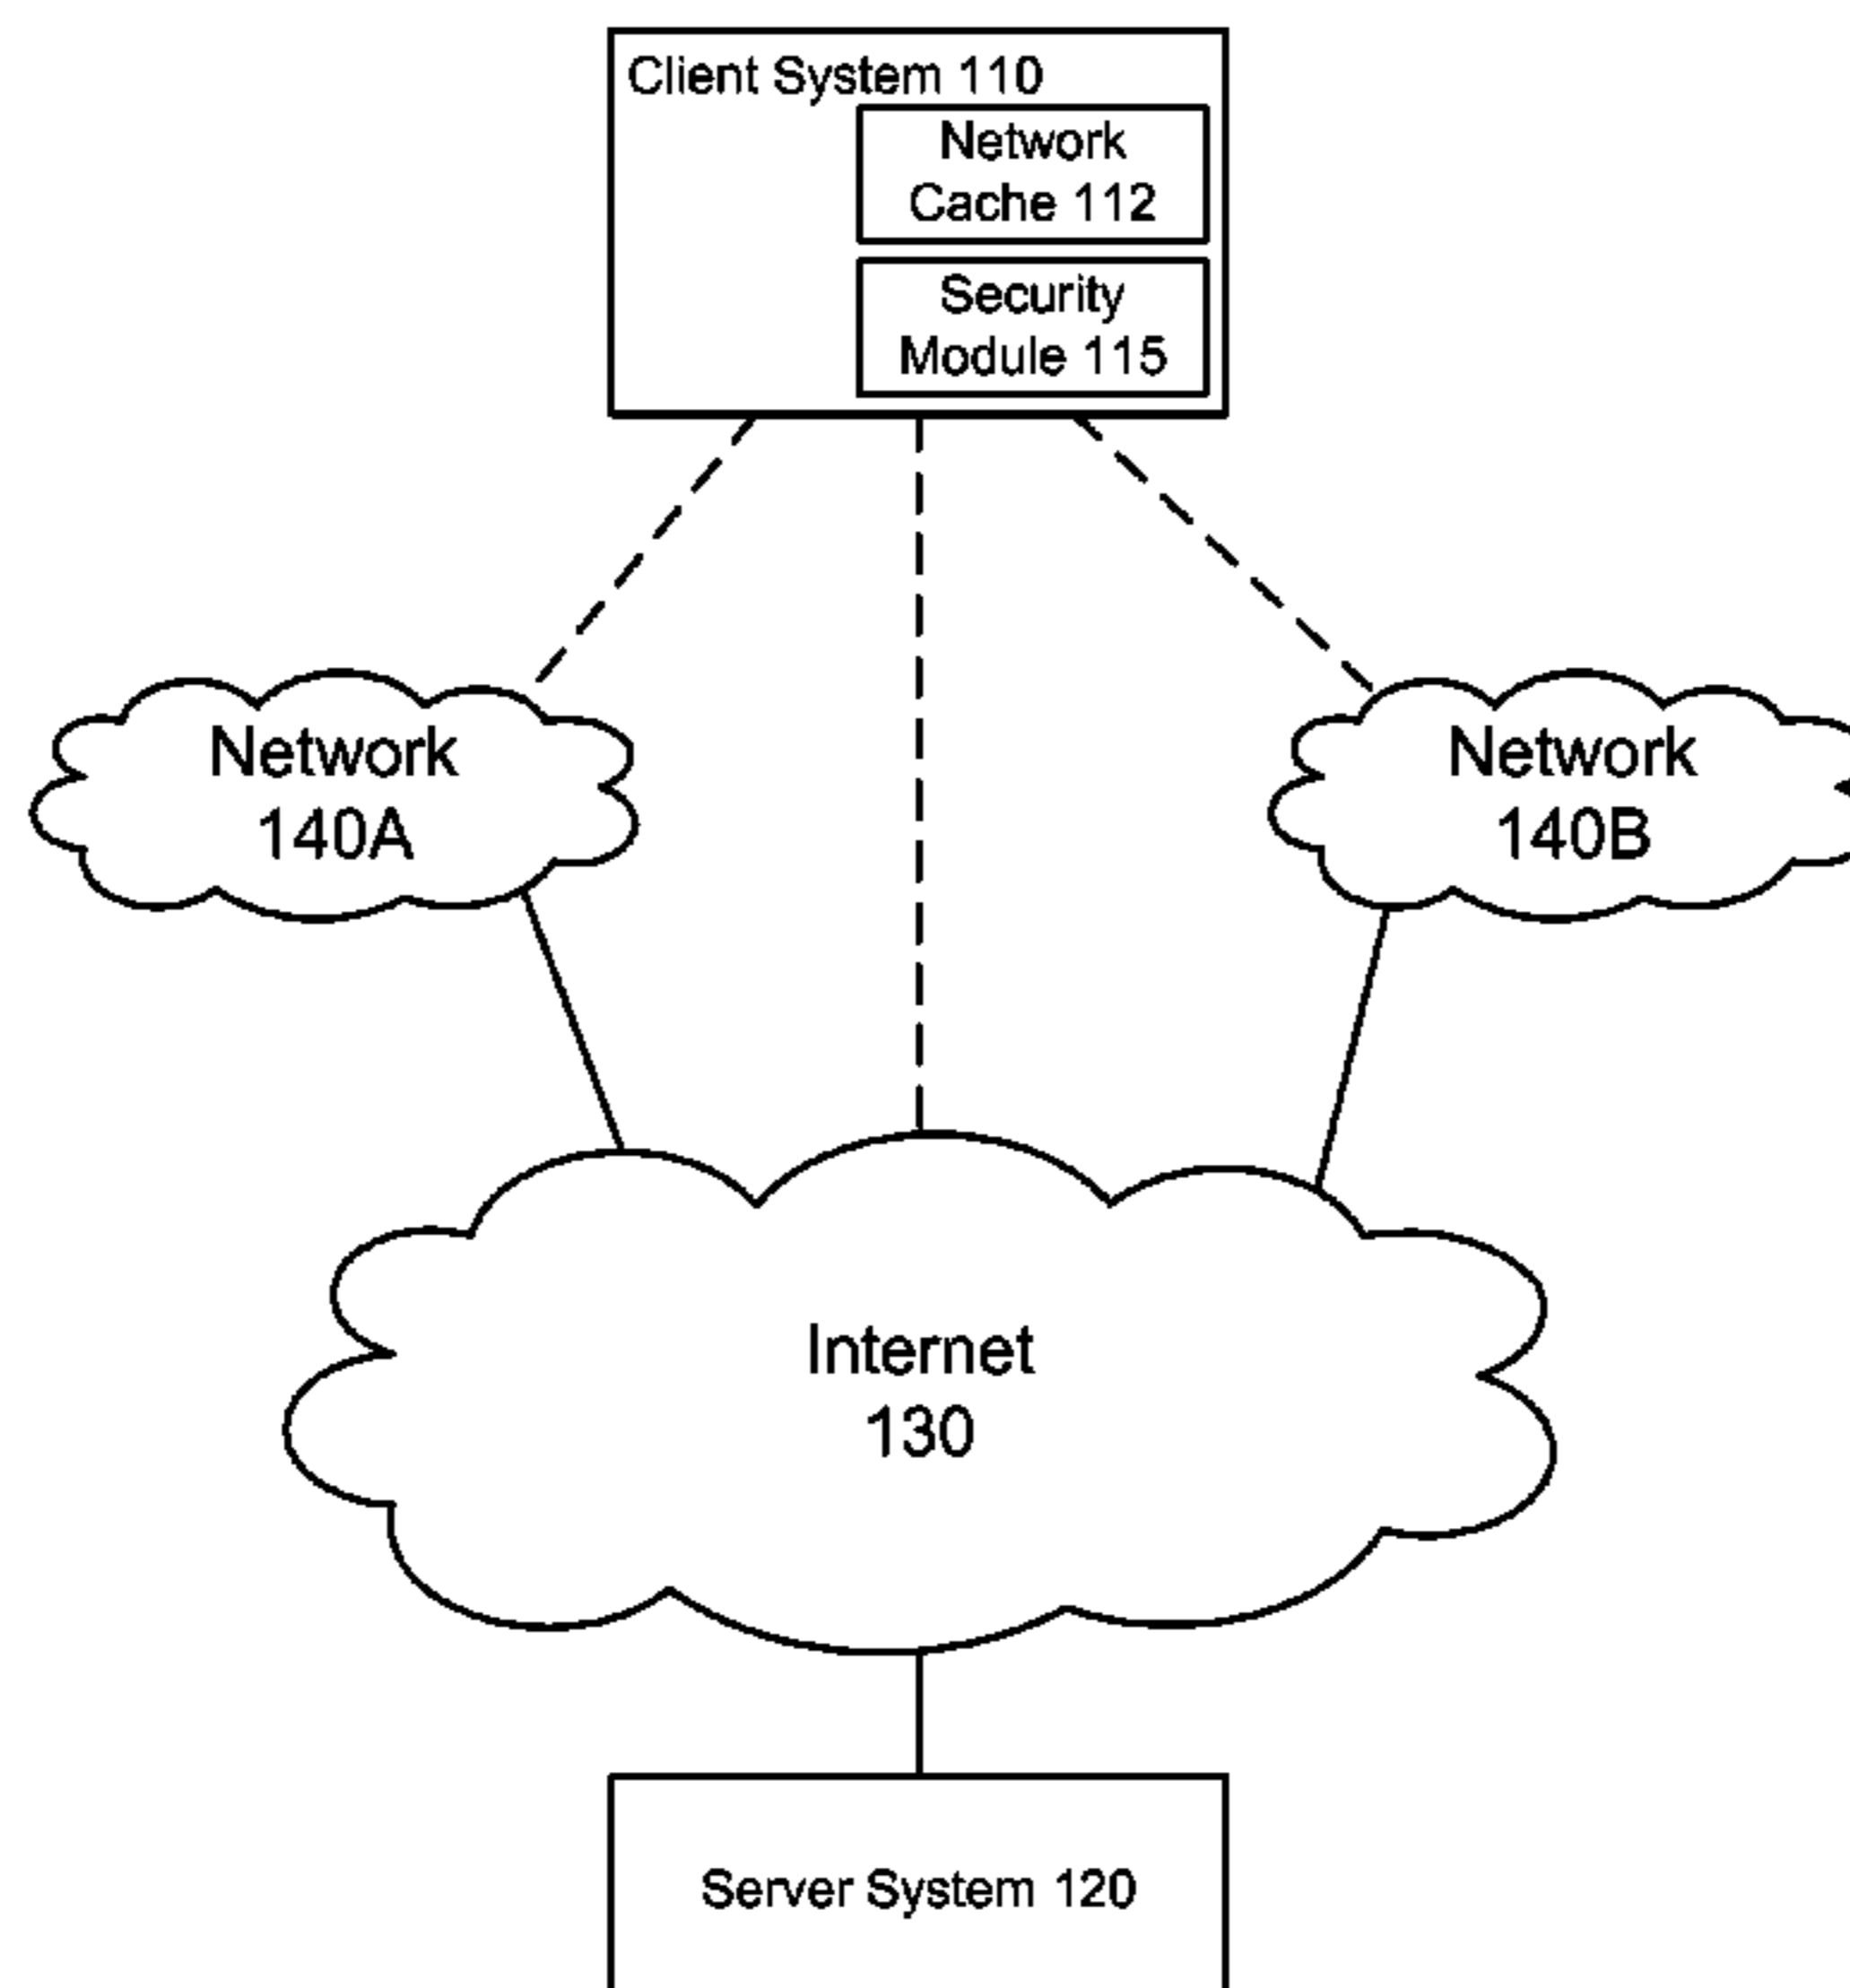 Client System 110
Network
Cache 112
Security
Module 115
Network
140A
Network
140B
Internet
130
Server System 120